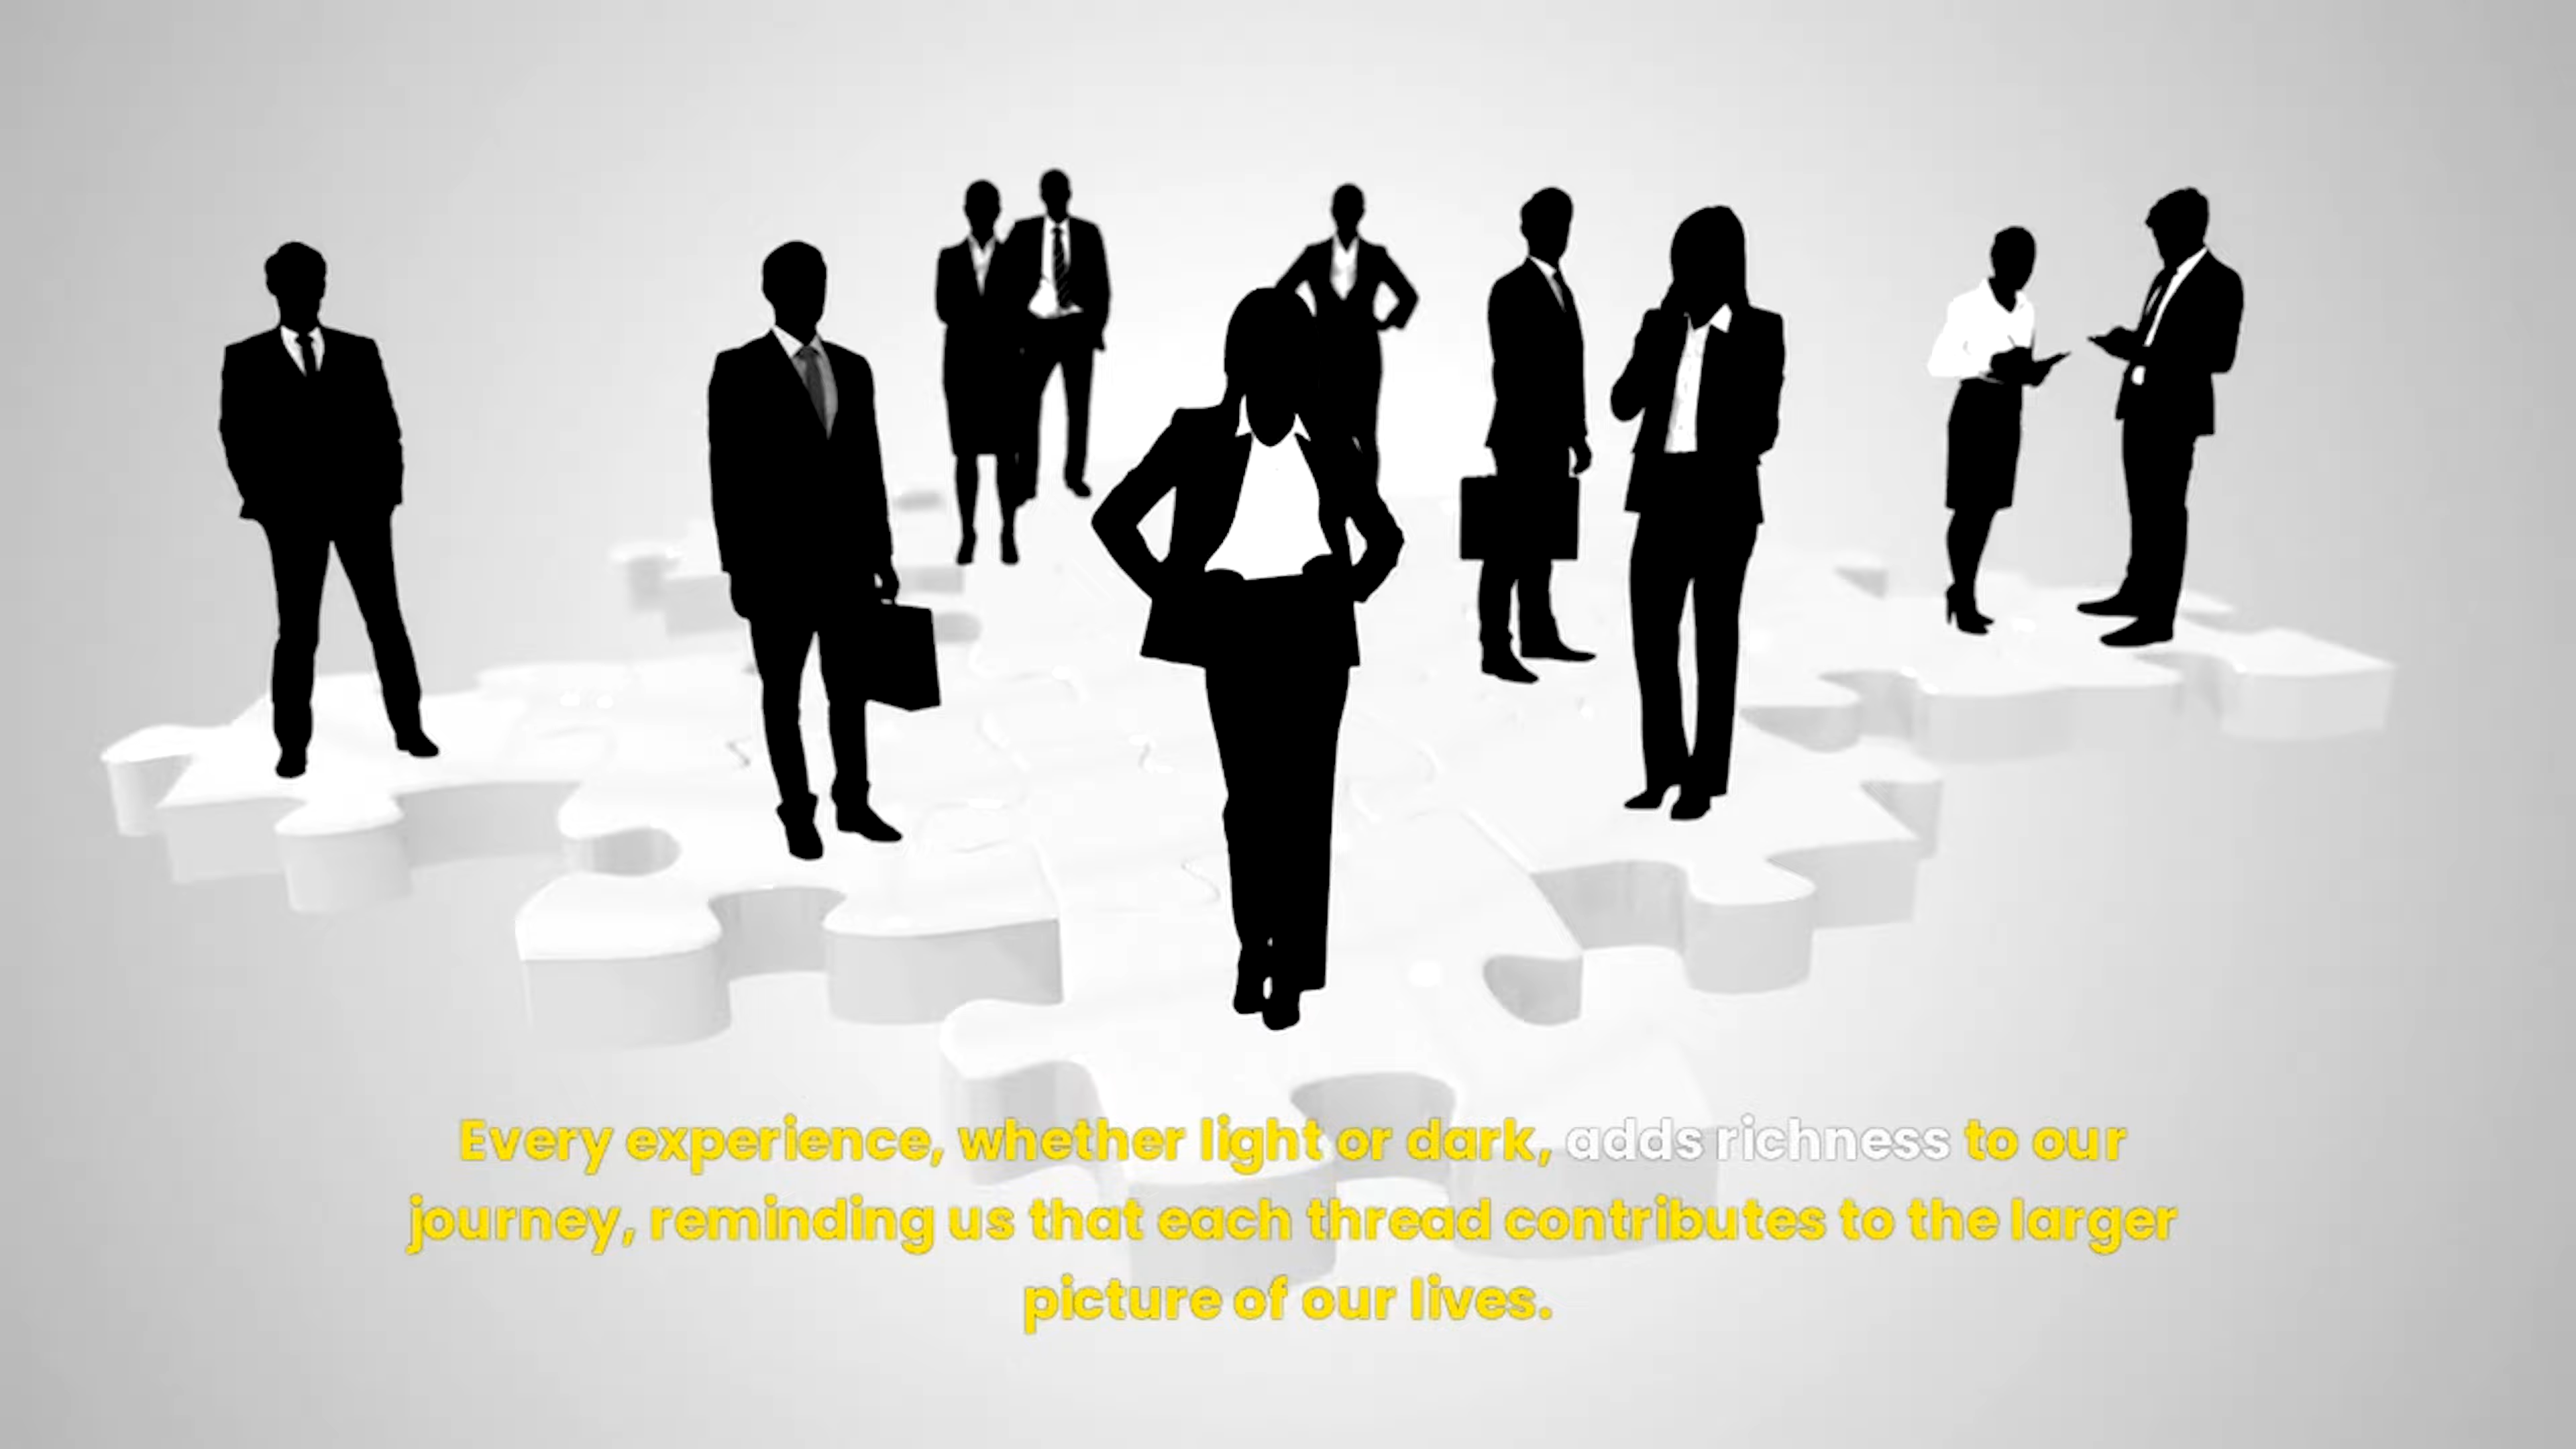 Every experience, whether light or dark, adds richness to our
journey, reminding us that each thread contributes to the larger
picture of our lives.